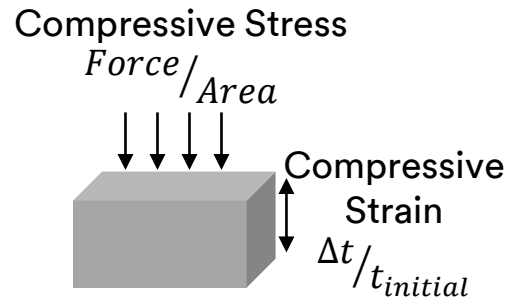 Compressive Stress
Force/Area
Compressive
Strain
Δt/t_initial